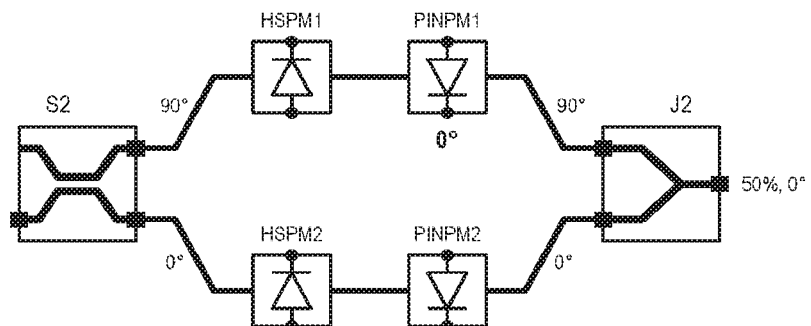 HSPM1 PINPM1
S2 90° 90° J2
0°
50%, 0°
HSPM2 PINPM2
0° 0°